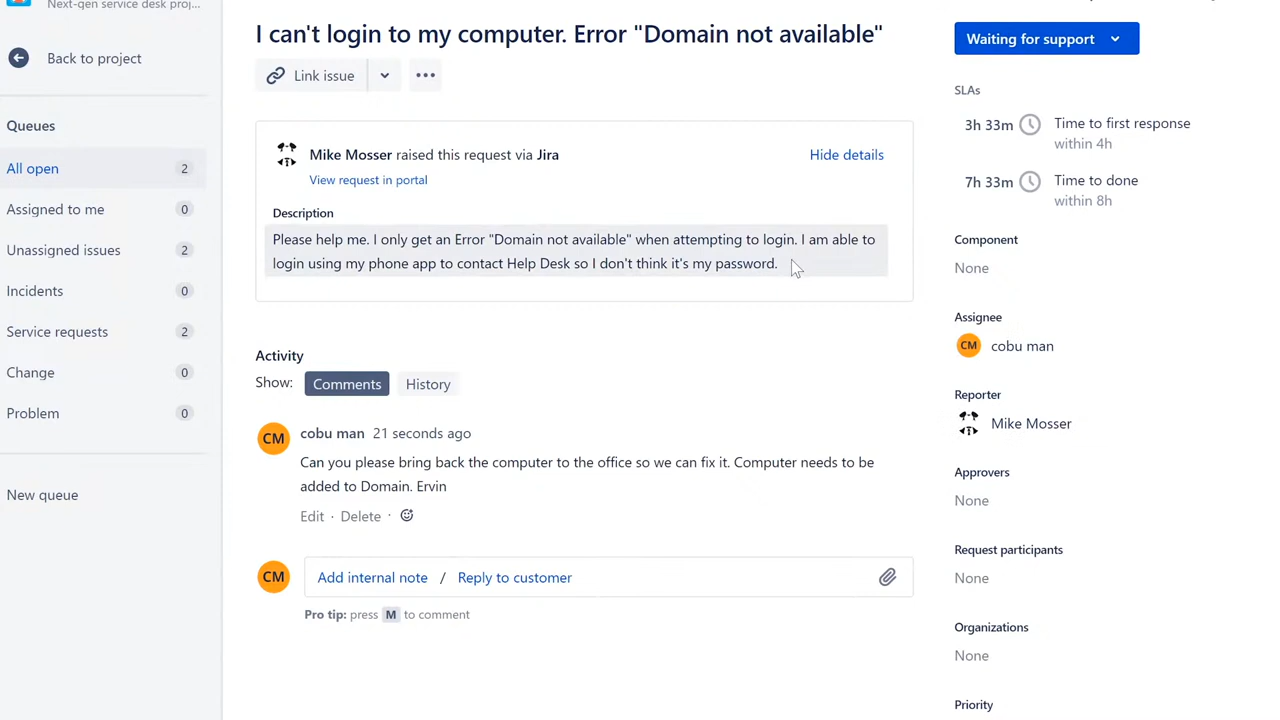 Next-gen service desk proj...
Back to project
Queues
All open 2
Assigned to me 0
Unassigned issues 2
Incidents 0
Service requests 2
Change 0
Problem 0
New queue
I can't login to my computer. Error "Domain not available"
Link issue
Mike Mosser raised this request via Jira
Hide details
View request in portal
Description
Please help me. I only get an Error "Domain not available" when attempting to login. I am able to
login using my phone app to contact Help Desk so I don't think it's my password.
Activity
Show: Comments History
CM cobu man 21 seconds ago
Can you please bring back the computer to the office so we can fix it. Computer needs to be
added to Domain. Ervin
Edit · Delete ·
CM Add internal note / Reply to customer
Pro tip: press M to comment
Waiting for support
SLAs
3h 33m Time to first response
within 4h
7h 33m Time to done
within 8h
Component
None
Assignee
CM cobu man
Reporter
Mike Mosser
Approvers
None
Request participants
None
Organizations
None
Priority